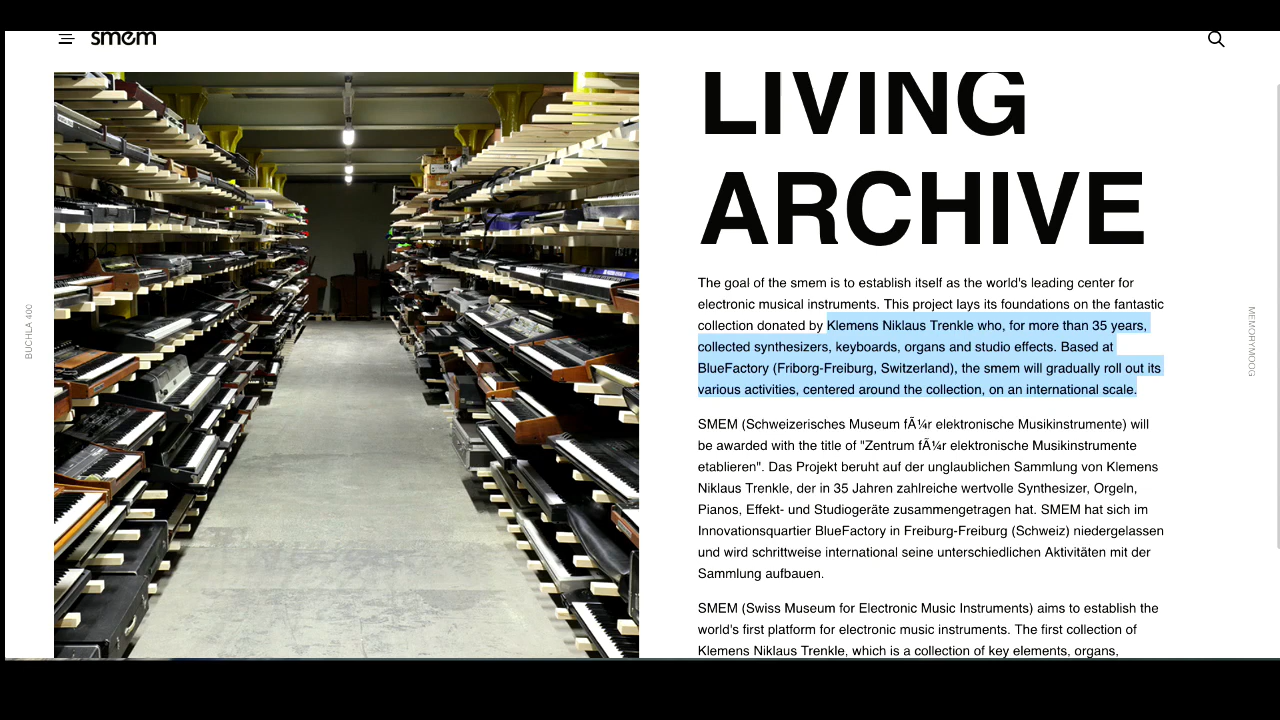 smem
LIVING
ARCHIVE
The goal of the smem is to establish itself as the world's leading center for
electronic musical instruments. This project lays its foundations on the fantastic
collection donated by Klemens Niklaus Trenkle who, for more than 35 years,
collected synthesizers, keyboards, organs and studio effects. Based at
BlueFactory (Friborg-Freiburg, Switzerland), the smem will gradually roll out its
various activities, centered around the collection, on an international scale.
SMEM (Schweizerisches Museum fÃ¼r elektronische Musikinstrumente) will
be awarded with the title of "Zentrum fÃ¼r elektronische Musikinstrumente
etablieren". Das Projekt beruht auf der unglaublichen Sammlung von Klemens
Niklaus Trenkle, der in 35 Jahren zahlreiche wertvolle Synthesizer, Orgeln,
Pianos, Effekt- und Studiogeräte zusammengetragen hat. SMEM hat sich im
Innovationsquartier BlueFactory in Freiburg-Freiburg (Schweiz) niedergelassen
und wird schrittweise international seine unterschiedlichen Aktivitäten mit der
Sammlung aufbauen.
SMEM (Swiss Museum for Electronic Music Instruments) aims to establish the
world's first platform for electronic music instruments. The first collection of
Klemens Niklaus Trenkle, which is a collection of key elements, organs,
BUCHLA 400
MEMORYMOOG